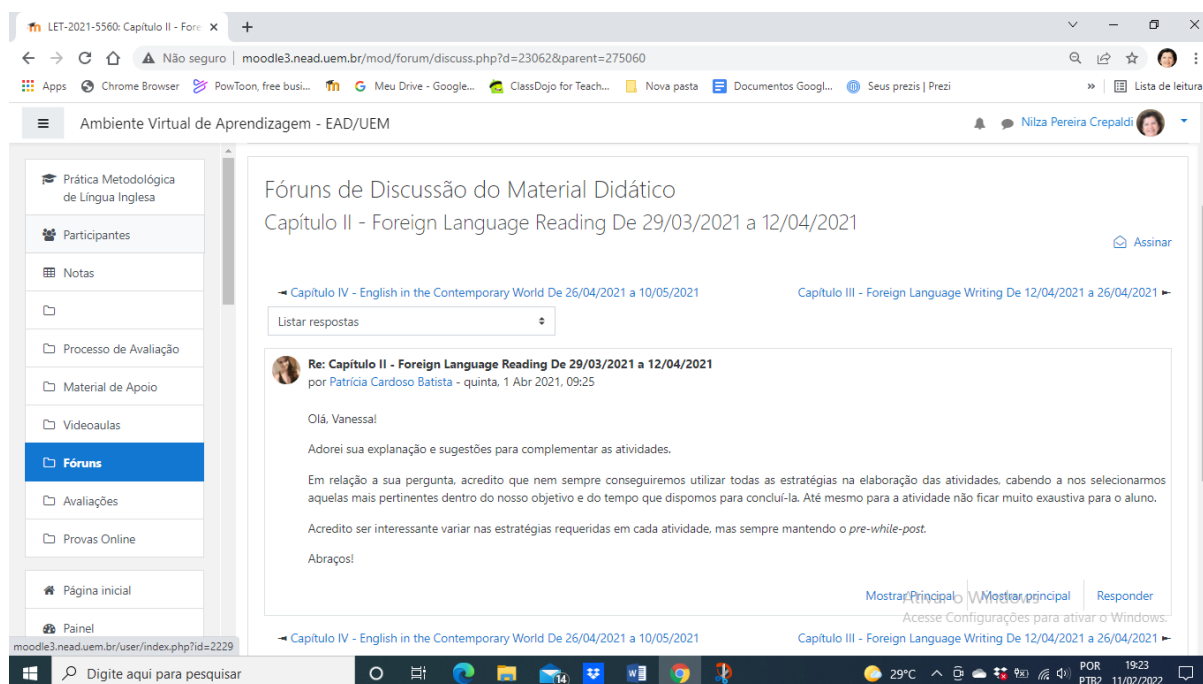 LET-2021-5560: Capítulo II - Fore
Não seguro
moodle3.nead.uem.br/mod/forum/discuss.php?d=23062&parent=275060
Apps
Chrome Browser
PowToon, free busi...
Meu Drive - Google...
ClassDojo for Teach...
Nova pasta
Documentos Googl...
Seus prezis | Prezi
»
Lista de leitura
Ambiente Virtual de Aprendizagem - EAD/UEM
Nilza Pereira Crepaldi
Prática Metodológica
de Língua Inglesa
Participantes
Notas
Processo de Avaliação
Material de Apoio
Videoaulas
Fóruns
Avaliações
Provas Online
Página inicial
Painel
moodle3.nead.uem.br/user/index.php?id=2229
Fóruns de Discussão do Material Didático
Capítulo II - Foreign Language Reading De 29/03/2021 a 12/04/2021
Assinar
◄ Capítulo IV - English in the Contemporary World De 26/04/2021 a 10/05/2021
Capítulo III - Foreign Language Writing De 12/04/2021 a 26/04/2021 ►
Listar respostas
Re: Capítulo II - Foreign Language Reading De 29/03/2021 a 12/04/2021
por Patrícia Cardoso Batista - quinta, 1 Abr 2021, 09:25
Olá, Vanessa!
Adorei sua explanação e sugestões para complementar as atividades.
Em relação a sua pergunta, acredito que nem sempre conseguiremos utilizar todas as estratégias na elaboração das atividades, cabendo a nos selecionarmos
aquelas mais pertinentes dentro do nosso objetivo e do tempo que dispomos para concluí-la. Até mesmo para a atividade não ficar muito exaustiva para o aluno.
Acredito ser interessante variar nas estratégias requeridas em cada atividade, mas sempre mantendo o pre-while-post.
Abraços!
Mostrar Principal
Mostrar principal
Responder
Ativar o Windows
Acesse Configurações para ativar o Windows.
◄ Capítulo IV - English in the Contemporary World De 26/04/2021 a 10/05/2021
Capítulo III - Foreign Language Writing De 12/04/2021 a 26/04/2021 ►
Digite aqui para pesquisar
14
29°C
POR
PTB2
19:23
11/02/2022